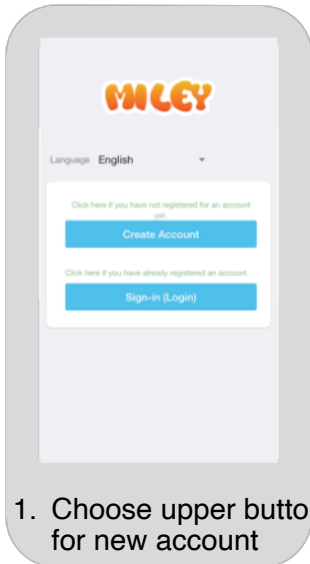 MILEY
Language English
Click here if you have not registered for an account
yet.
Create Account
Click here if you have already registered an account.
Sign-in (Login)
1. Choose upper butto
for new account